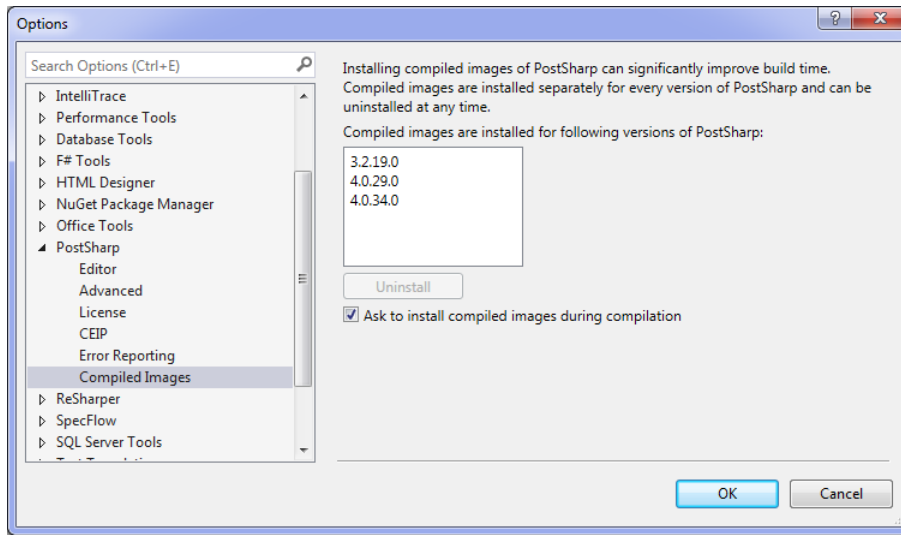 Options
Search Options (Ctrl+E)
IntelliTrace
Performance Tools
Database Tools
F# Tools
HTML Designer
NuGet Package Manager
Office Tools
PostSharp
Editor
Advanced
License
CEIP
Error Reporting
Compiled Images
ReSharper
SpecFlow
SQL Server Tools
Installing compiled images of PostSharp can significantly improve build time.
Compiled images are installed separately for every version of PostSharp and can be
uninstalled at any time.
Compiled images are installed for following versions of PostSharp:
3.2.19.0
4.0.29.0
4.0.34.0
Uninstall
Ask to install compiled images during compilation
OK
Cancel